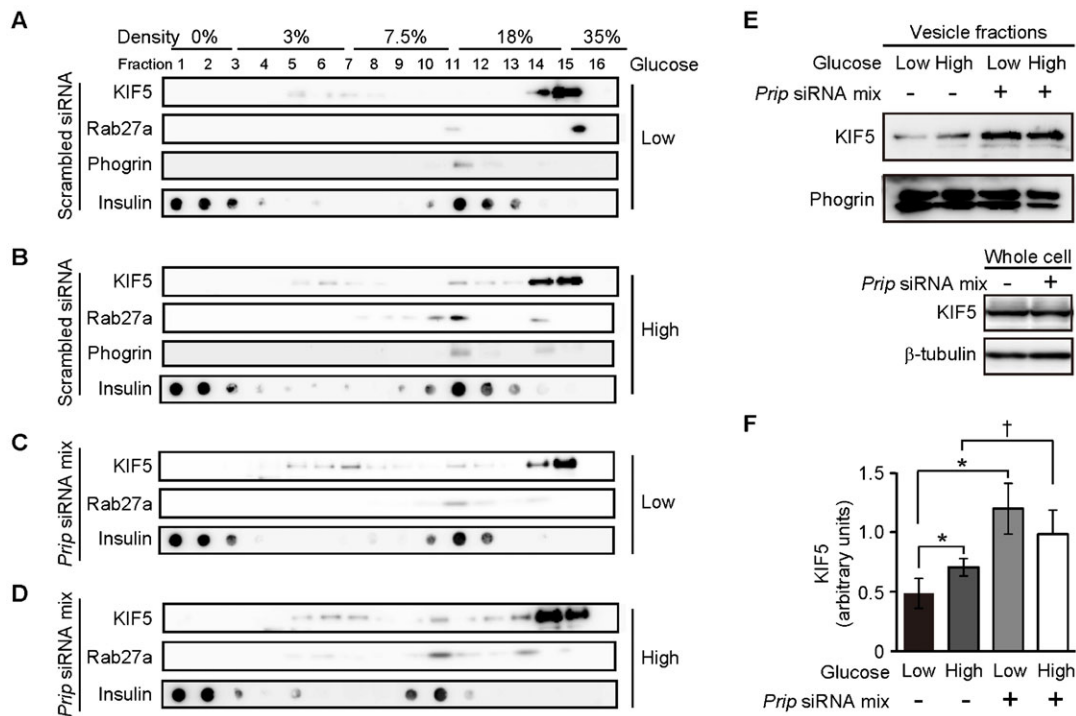 A
Density 0% 3% 7.5% 18% 35%
Fraction 1 2 3 4 5 6 7 8 9 10 11 12 13 14 15 16 Glucose
Scrambled siRNA
KIF5
Rab27a
Phogrin
Insulin
Low
B
Scrambled siRNA
KIF5
Rab27a
Phogrin
Insulin
High
C
Prip siRNA mix
KIF5
Rab27a
Insulin
Low
D
Prip siRNA mix
KIF5
Rab27a
Insulin
High
E
Vesicle fractions
Glucose Low High Low High
Prip siRNA mix - - + +
KIF5
Phogrin
Whole cell
Prip siRNA mix - +
KIF5
β-tubulin
F
KIF5
(arbitrary units)
1.5
1.0
0.5
0
*
*
†
Glucose Low High Low High
Prip siRNA mix - - + +